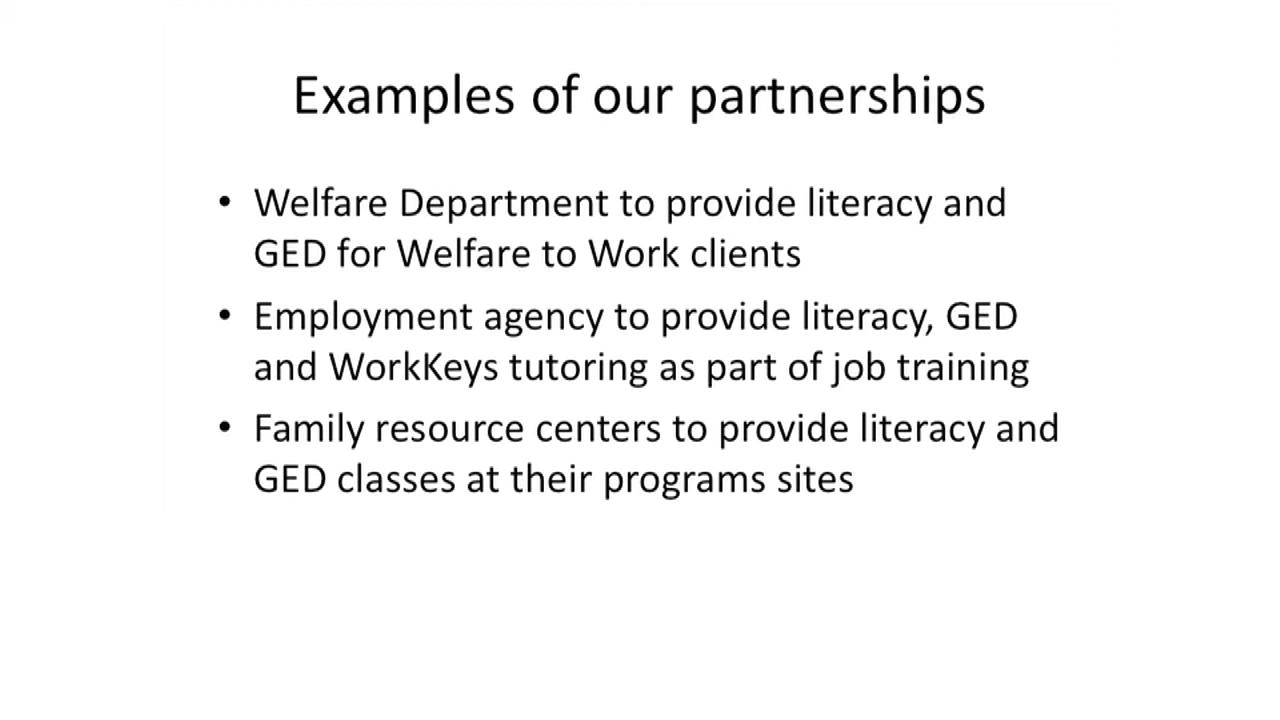 Examples of our partnerships
• Welfare Department to provide literacy and
GED for Welfare to Work clients
• Employment agency to provide literacy, GED
and WorkKeys tutoring as part of job training
• Family resource centers to provide literacy and
GED classes at their programs sites